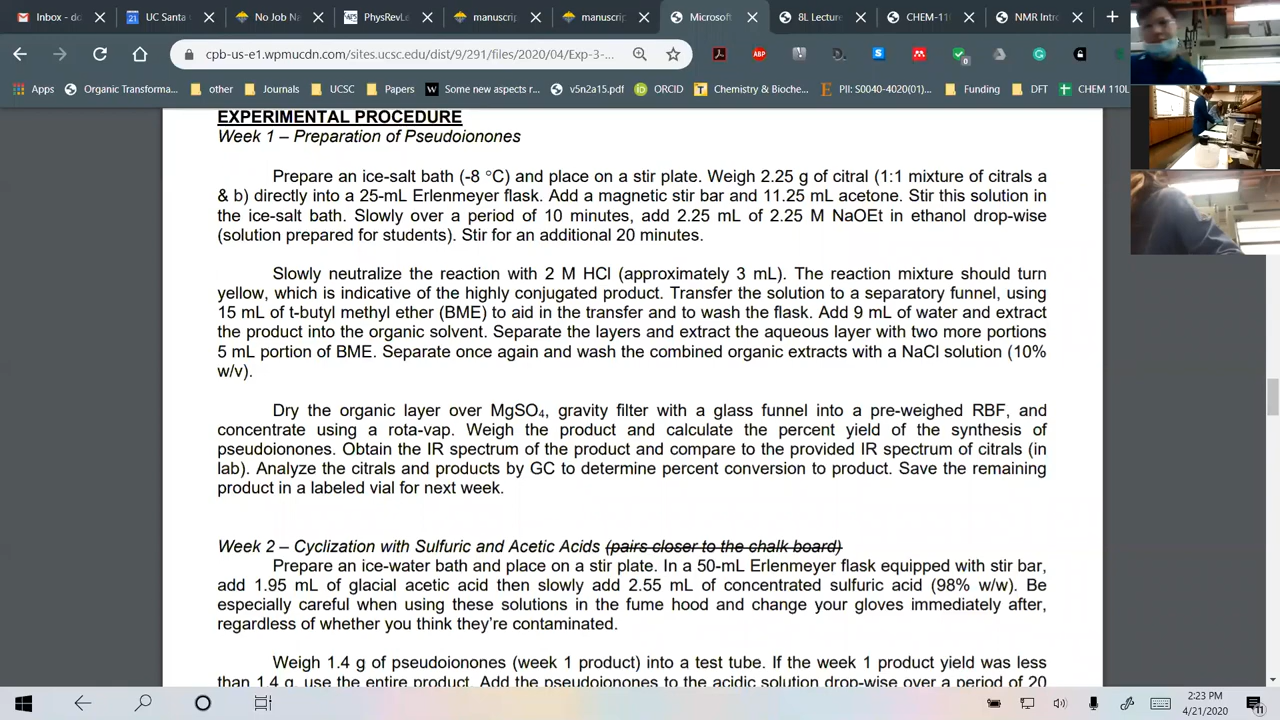 Inbox - do
UC Santa C
No Job Na
PhysRevLe
manuscrip
manuscrip
Microsoft
8L Lecture
CHEM-11
NMR Intro
cpb-us-e1.wpmucdn.com/sites.ucsc.edu/dist/9/291/files/2020/04/Exp-3-...
ABP
Apps
Organic Transforma...
other
Journals
UCSC
Papers
Some new aspects r...
v5n2a15.pdf
ORCID
Chemistry & Bioche...
PII: S0040-4020(01)...
Funding
DFT
CHEM 110L
EXPERIMENTAL PROCEDURE
Week 1 – Preparation of Pseudoionones
Prepare an ice-salt bath (-8 °C) and place on a stir plate. Weigh 2.25 g of citral (1:1 mixture of citrals a
& b) directly into a 25-mL Erlenmeyer flask. Add a magnetic stir bar and 11.25 mL acetone. Stir this solution in
the ice-salt bath. Slowly over a period of 10 minutes, add 2.25 mL of 2.25 M NaOEt in ethanol drop-wise
(solution prepared for students). Stir for an additional 20 minutes.
Slowly neutralize the reaction with 2 M HCl (approximately 3 mL). The reaction mixture should turn
yellow, which is indicative of the highly conjugated product. Transfer the solution to a separatory funnel, using
15 mL of t-butyl methyl ether (BME) to aid in the transfer and to wash the flask. Add 9 mL of water and extract
the product into the organic solvent. Separate the layers and extract the aqueous layer with two more portions
5 mL portion of BME. Separate once again and wash the combined organic extracts with a NaCl solution (10%
w/v).
Dry the organic layer over MgSO4, gravity filter with a glass funnel into a pre-weighed RBF, and
concentrate using a rota-vap. Weigh the product and calculate the percent yield of the synthesis of
pseudoionones. Obtain the IR spectrum of the product and compare to the provided IR spectrum of citrals (in
lab). Analyze the citrals and products by GC to determine percent conversion to product. Save the remaining
product in a labeled vial for next week.
Week 2 – Cyclization with Sulfuric and Acetic Acids (pairs closer to the chalk board)
Prepare an ice-water bath and place on a stir plate. In a 50-mL Erlenmeyer flask equipped with stir bar,
add 1.95 mL of glacial acetic acid then slowly add 2.55 mL of concentrated sulfuric acid (98% w/w). Be
especially careful when using these solutions in the fume hood and change your gloves immediately after,
regardless of whether you think they're contaminated.
Weigh 1.4 g of pseudoionones (week 1 product) into a test tube. If the week 1 product yield was less
than 1.4 g, use the entire product. Add the pseudoionones to the acidic solution drop-wise over a period of 20
2:23 PM
4/21/2020